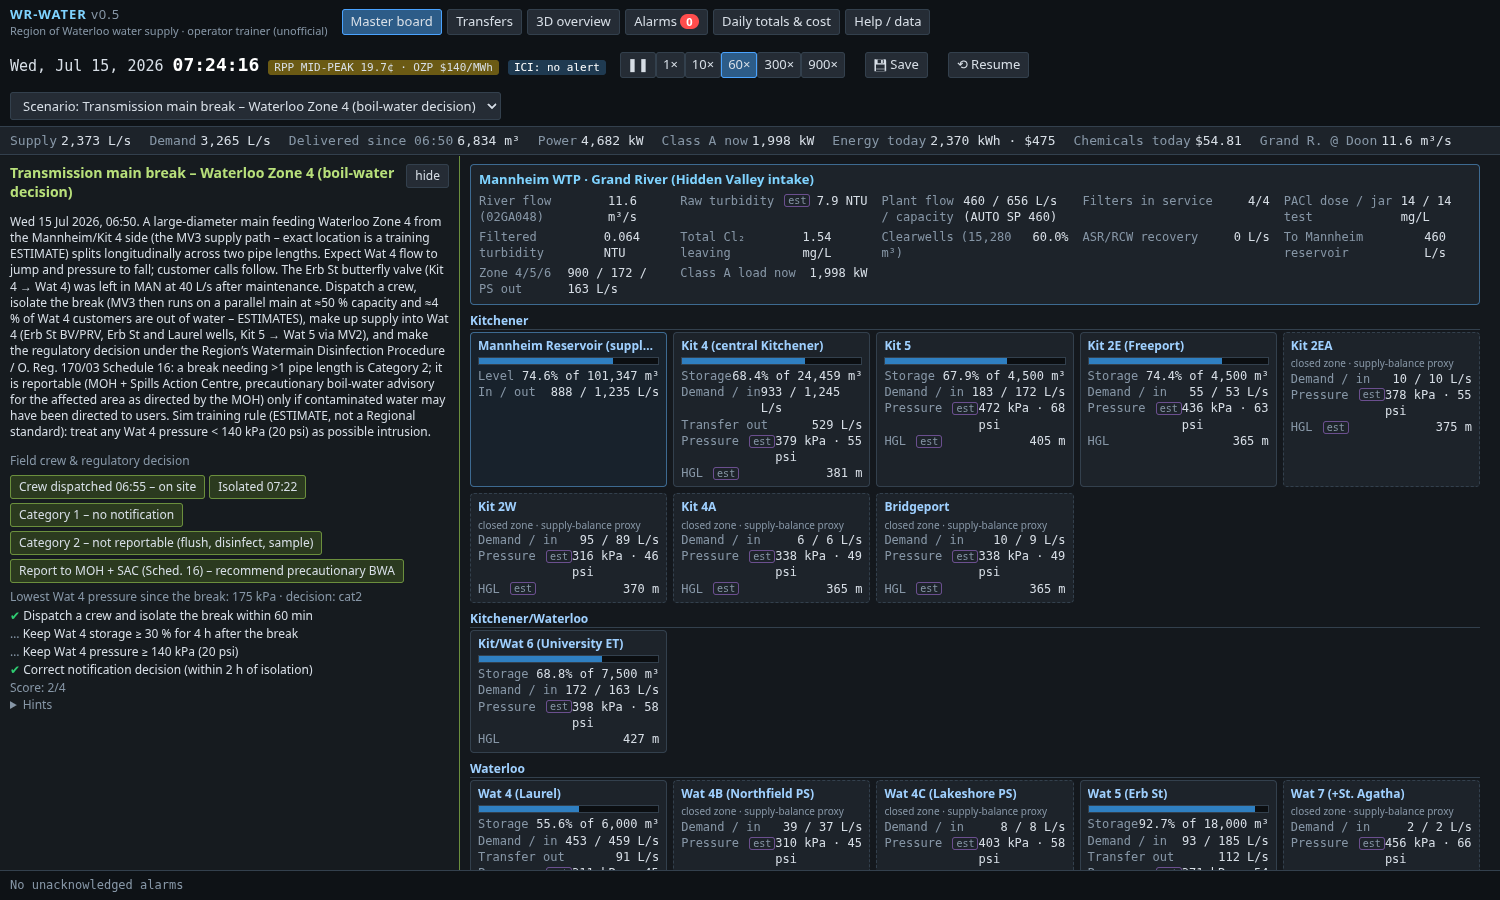 WR-WATER v0.5
Region of Waterloo water supply · operator trainer (unofficial)
Master board
Transfers
3D overview
Alarms 0
Daily totals & cost
Help / data
Wed, Jul 15, 2026 07:24:16 RPP MID-PEAK 19.7¢ · OZP $140/MWh ICI: no alert
❚❚ 1× 10× 60× 300× 900× 💾 Save ⟲ Resume
Scenario: Transmission main break – Waterloo Zone 4 (boil-water decision)
Supply 2,373 L/s Demand 3,265 L/s Delivered since 06:50 6,834 m³ Power 4,682 kW Class A now 1,998 kW Energy today 2,370 kWh · $475 Chemicals today $54.81 Grand R. @ Doon 11.6 m³/s
Transmission main break – Waterloo Zone 4 (boil-water
decision)
hide
Wed 15 Jul 2026, 06:50. A large-diameter main feeding Waterloo Zone 4 from
the Mannheim/Kit 4 side (the MV3 supply path – exact location is a training
ESTIMATE) splits longitudinally across two pipe lengths. Expect Wat 4 flow to
jump and pressure to fall; customer calls follow. The Erb St butterfly valve (Kit
4 → Wat 4) was left in MAN at 40 L/s after maintenance. Dispatch a crew,
isolate the break (MV3 then runs on a parallel main at ≈50 % capacity and ≈4
% of Wat 4 customers are out of water – ESTIMATES), make up supply into Wat
4 (Erb St BV/PRV, Erb St and Laurel wells, Kit 5 → Wat 5 via MV2), and make
the regulatory decision under the Region's Watermain Disinfection Procedure
/ O. Reg. 170/03 Schedule 16: a break needing >1 pipe length is Category 2; it
is reportable (MOH + Spills Action Centre, precautionary boil-water advisory
for the affected area as directed by the MOH) only if contaminated water may
have been directed to users. Sim training rule (ESTIMATE, not a Regional
standard): treat any Wat 4 pressure < 140 kPa (20 psi) as possible intrusion.
Field crew & regulatory decision
Crew dispatched 06:55 – on site
Isolated 07:22
Category 1 – no notification
Category 2 – not reportable (flush, disinfect, sample)
Report to MOH + SAC (Sched. 16) – recommend precautionary BWA
Lowest Wat 4 pressure since the break: 175 kPa · decision: cat2
✔ Dispatch a crew and isolate the break within 60 min
… Keep Wat 4 storage ≥ 30 % for 4 h after the break
… Keep Wat 4 pressure ≥ 140 kPa (20 psi)
✔ Correct notification decision (within 2 h of isolation)
Score: 2/4
▶ Hints
Mannheim WTP · Grand River (Hidden Valley intake)
River flow (02GA048) 11.6 m³/s
Raw turbidity est 7.9 NTU
Plant flow / capacity 460 / 656 L/s (AUTO SP 460)
Filters in service 4/4
PACl dose / jar test 14 / 14 mg/L
Filtered turbidity 0.064 NTU
Total Cl₂ leaving 1.54 mg/L
Clearwells (15,280 m³) 60.0%
ASR/RCW recovery 0 L/s
To Mannheim reservoir 460 L/s
Zone 4/5/6 PS out 900 / 172 / 163 L/s
Class A load now 1,998 kW
Kitchener
Mannheim Reservoir (suppl…
Level 74.6% of 101,347 m³
In / out 888 / 1,235 L/s
Kit 4 (central Kitchener)
Storage 68.4% of 24,459 m³
Demand / in 933 / 1,245 L/s
Transfer out 529 L/s
Pressure est 379 kPa · 55 psi
HGL est 381 m
Kit 5
Storage 67.9% of 4,500 m³
Demand / in 183 / 172 L/s
Pressure est 472 kPa · 68 psi
HGL est 405 m
Kit 2E (Freeport)
Storage 74.4% of 4,500 m³
Demand / in 55 / 53 L/s
Pressure est 436 kPa · 63 psi
HGL 365 m
Kit 2EA
closed zone · supply-balance proxy
Demand / in 10 / 10 L/s
Pressure est 378 kPa · 55 psi
HGL est 375 m
Kit 2W
closed zone · supply-balance proxy
Demand / in 95 / 89 L/s
Pressure est 316 kPa · 46 psi
HGL est 370 m
Kit 4A
closed zone · supply-balance proxy
Demand / in 6 / 6 L/s
Pressure est 338 kPa · 49 psi
HGL est 365 m
Bridgeport
closed zone · supply-balance proxy
Demand / in 10 / 9 L/s
Pressure est 338 kPa · 49 psi
HGL est 365 m
Kitchener/Waterloo
Kit/Wat 6 (University ET)
Storage 68.8% of 7,500 m³
Demand / in 172 / 163 L/s
Pressure est 398 kPa · 58 psi
HGL 427 m
Waterloo
Wat 4 (Laurel)
Storage 55.6% of 6,000 m³
Demand / in 453 / 459 L/s
Transfer out 91 L/s
Wat 4B (Northfield PS)
closed zone · supply-balance proxy
Demand / in 39 / 37 L/s
Pressure est 310 kPa · 45 psi
Wat 4C (Lakeshore PS)
closed zone · supply-balance proxy
Demand / in 8 / 8 L/s
Pressure est 403 kPa · 58 psi
Wat 5 (Erb St)
Storage 92.7% of 18,000 m³
Demand / in 93 / 185 L/s
Transfer out 112 L/s
Wat 7 (+St. Agatha)
closed zone · supply-balance proxy
Demand / in 2 / 2 L/s
Pressure est 456 kPa · 66 psi
No unacknowledged alarms